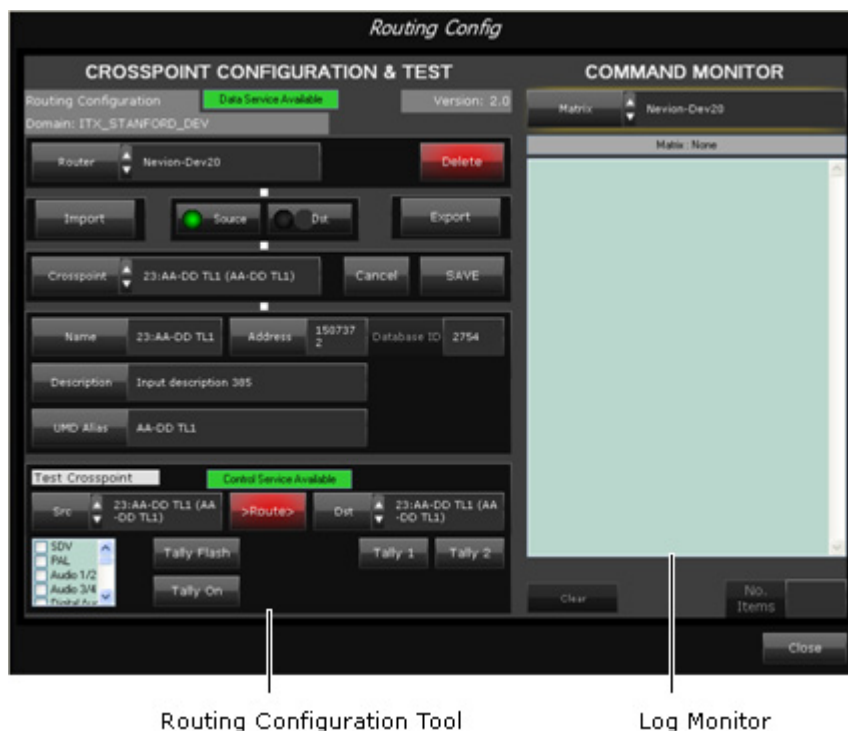 Routing Config
CROSSPOINT CONFIGURATION & TEST
Routing Configuration
Data Service Available
Version: 2.0
Domain: ITX_STANFORD_DEV
Router
Nevion-Dev20
Delete
Import
Source
Dst
Export
Crosspoint
23:AA-DD TL1 (AA-DD TL1)
Cancel
SAVE
Name
23:AA-DD TL1
Address
150737
2
Database ID
2754
Description
Input description 385
UMD Alias
AA-DD TL1
Test Crosspoint
Control Service Available
Src
23:AA-DD TL1 (AA
-DD TL1)
>Route>
Dst
23:AA-DD TL1 (AA
-DD TL1)
SDV
PAL
Audio 1/2
Audio 3/4
Tally Flash
Tally 1
Tally 2
Tally On
COMMAND MONITOR
Matrix
Nevion-Dev20
Matrix : None
Clear
No.
Items
Close
Routing Configuration Tool
Log Monitor